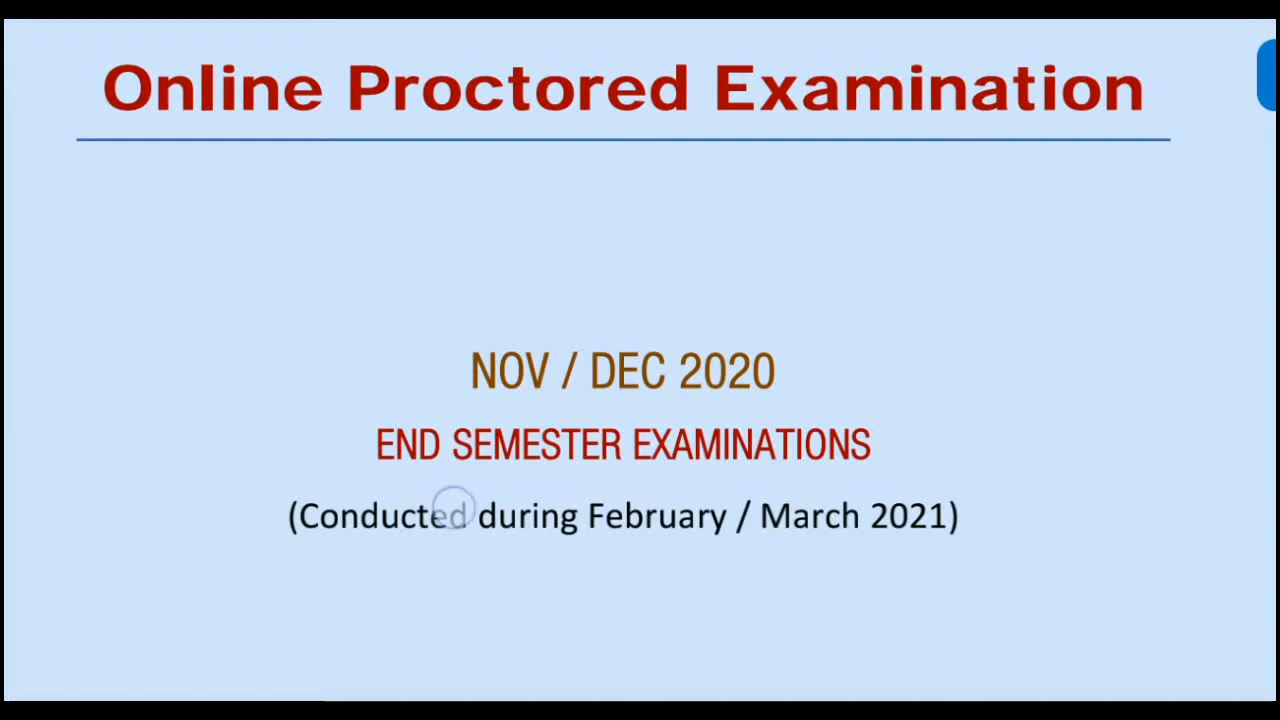 Online Proctored Examination
NOV / DEC 2020
END SEMESTER EXAMINATIONS
(Conducted during February / March 2021)